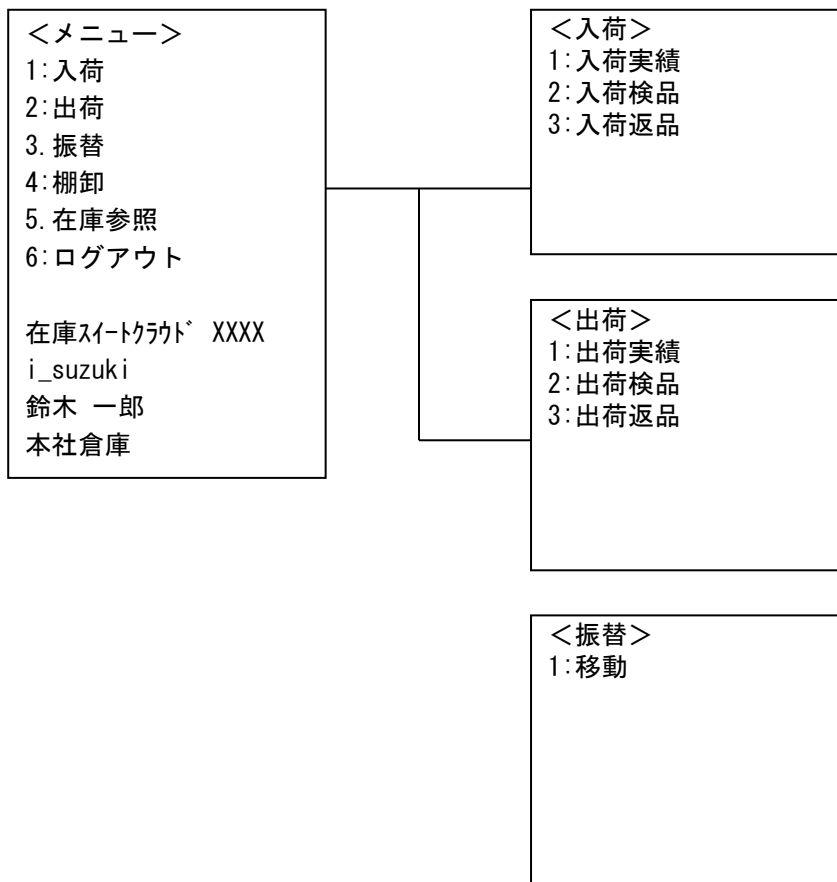 ＜メニュー＞
1:入荷
2:出荷
3.振替
4:棚卸
5.在庫参照
6:ログアウト
在庫ｽｲｰﾄｸﾗｳﾄﾞ XXXX
i_suzuki
鈴木 一郎
本社倉庫
＜入荷＞
1:入荷実績
2:入荷検品
3:入荷返品
＜出荷＞
1:出荷実績
2:出荷検品
3:出荷返品
＜振替＞
1:移動